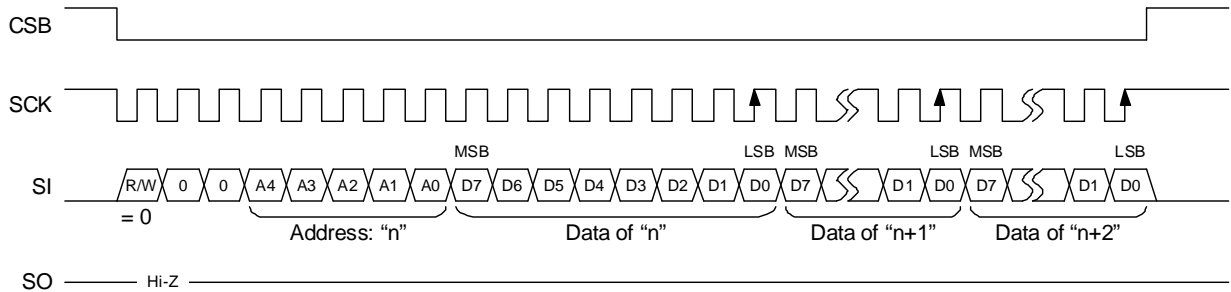 CSB
SCK
MSB LSB MSB LSB MSB LSB
SI R/W 0 0 A4 A3 A2 A1 A0 D7 D6 D5 D4 D3 D2 D1 D0 D7 D1 D0 D7 D1 D0
= 0
Address: “n” Data of “n” Data of “n+1” Data of “n+2”
SO Hi-Z